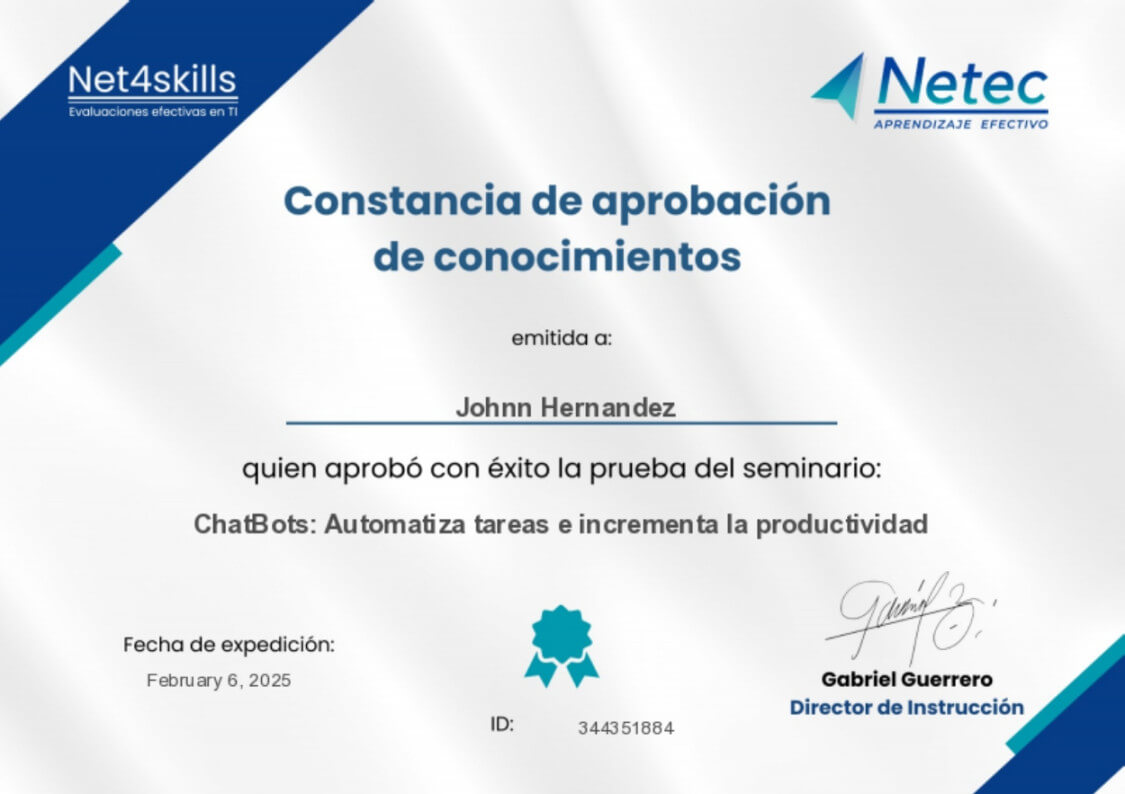 Net4skills
Evaluaciones efectivas en TI
Netec
APRENDIZAJE EFECTIVO
Constancia de aprobación
de conocimientos
emitida a:
Johnn Hernandez
quien aprobó con éxito la prueba del seminario:
ChatBots: Automatiza tareas e incrementa la productividad
Fecha de expedición:
February 6, 2025
ID: 344351884
Gabriel Guerrero
Director de Instrucción